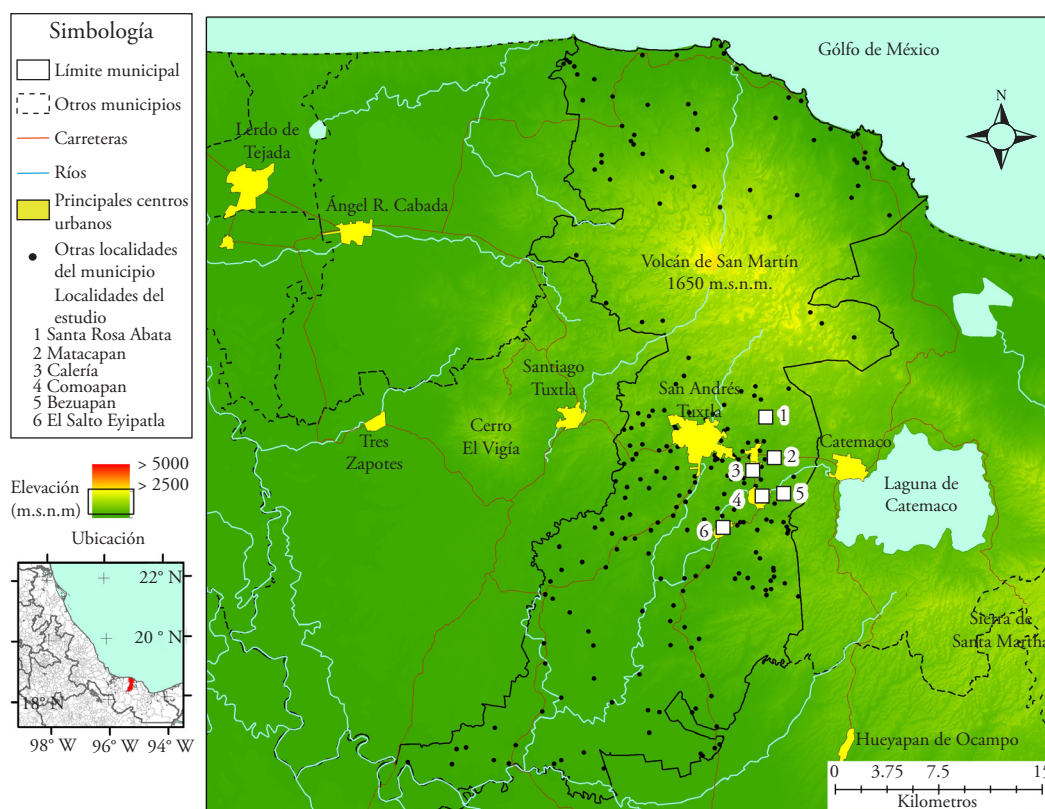 Simbología
Límite municipal
Otros municipios
Carreteras
Ríos
Principales centros
urbanos
Otras localidades
del municipio
Localidades del
estudio
1 Santa Rosa Abata
2 Matacapan
3 Calería
4 Comoapan
5 Bezuapan
6 El Salto Eyipatla
> 5000
> 2500
Elevación
(m.s.n.m)
Ubicación
22° N
20° N
18° N
98° W
96° W
94° W
Gólfo de México
N
Lerdo de
Tejada
Ángel R. Cabada
Volcán de San Martín
1650 m.s.n.m.
Santiago
Tuxtla
San Andrés
Tuxtla
Cerro
El Vigía
Tres
Zapotes
Catemaco
Laguna de
Catemaco
1
2
3
4
5
6
Sierra de
Santa Martha
Hueyapan de Ocampo
0 3.75 7.5
Kilometros